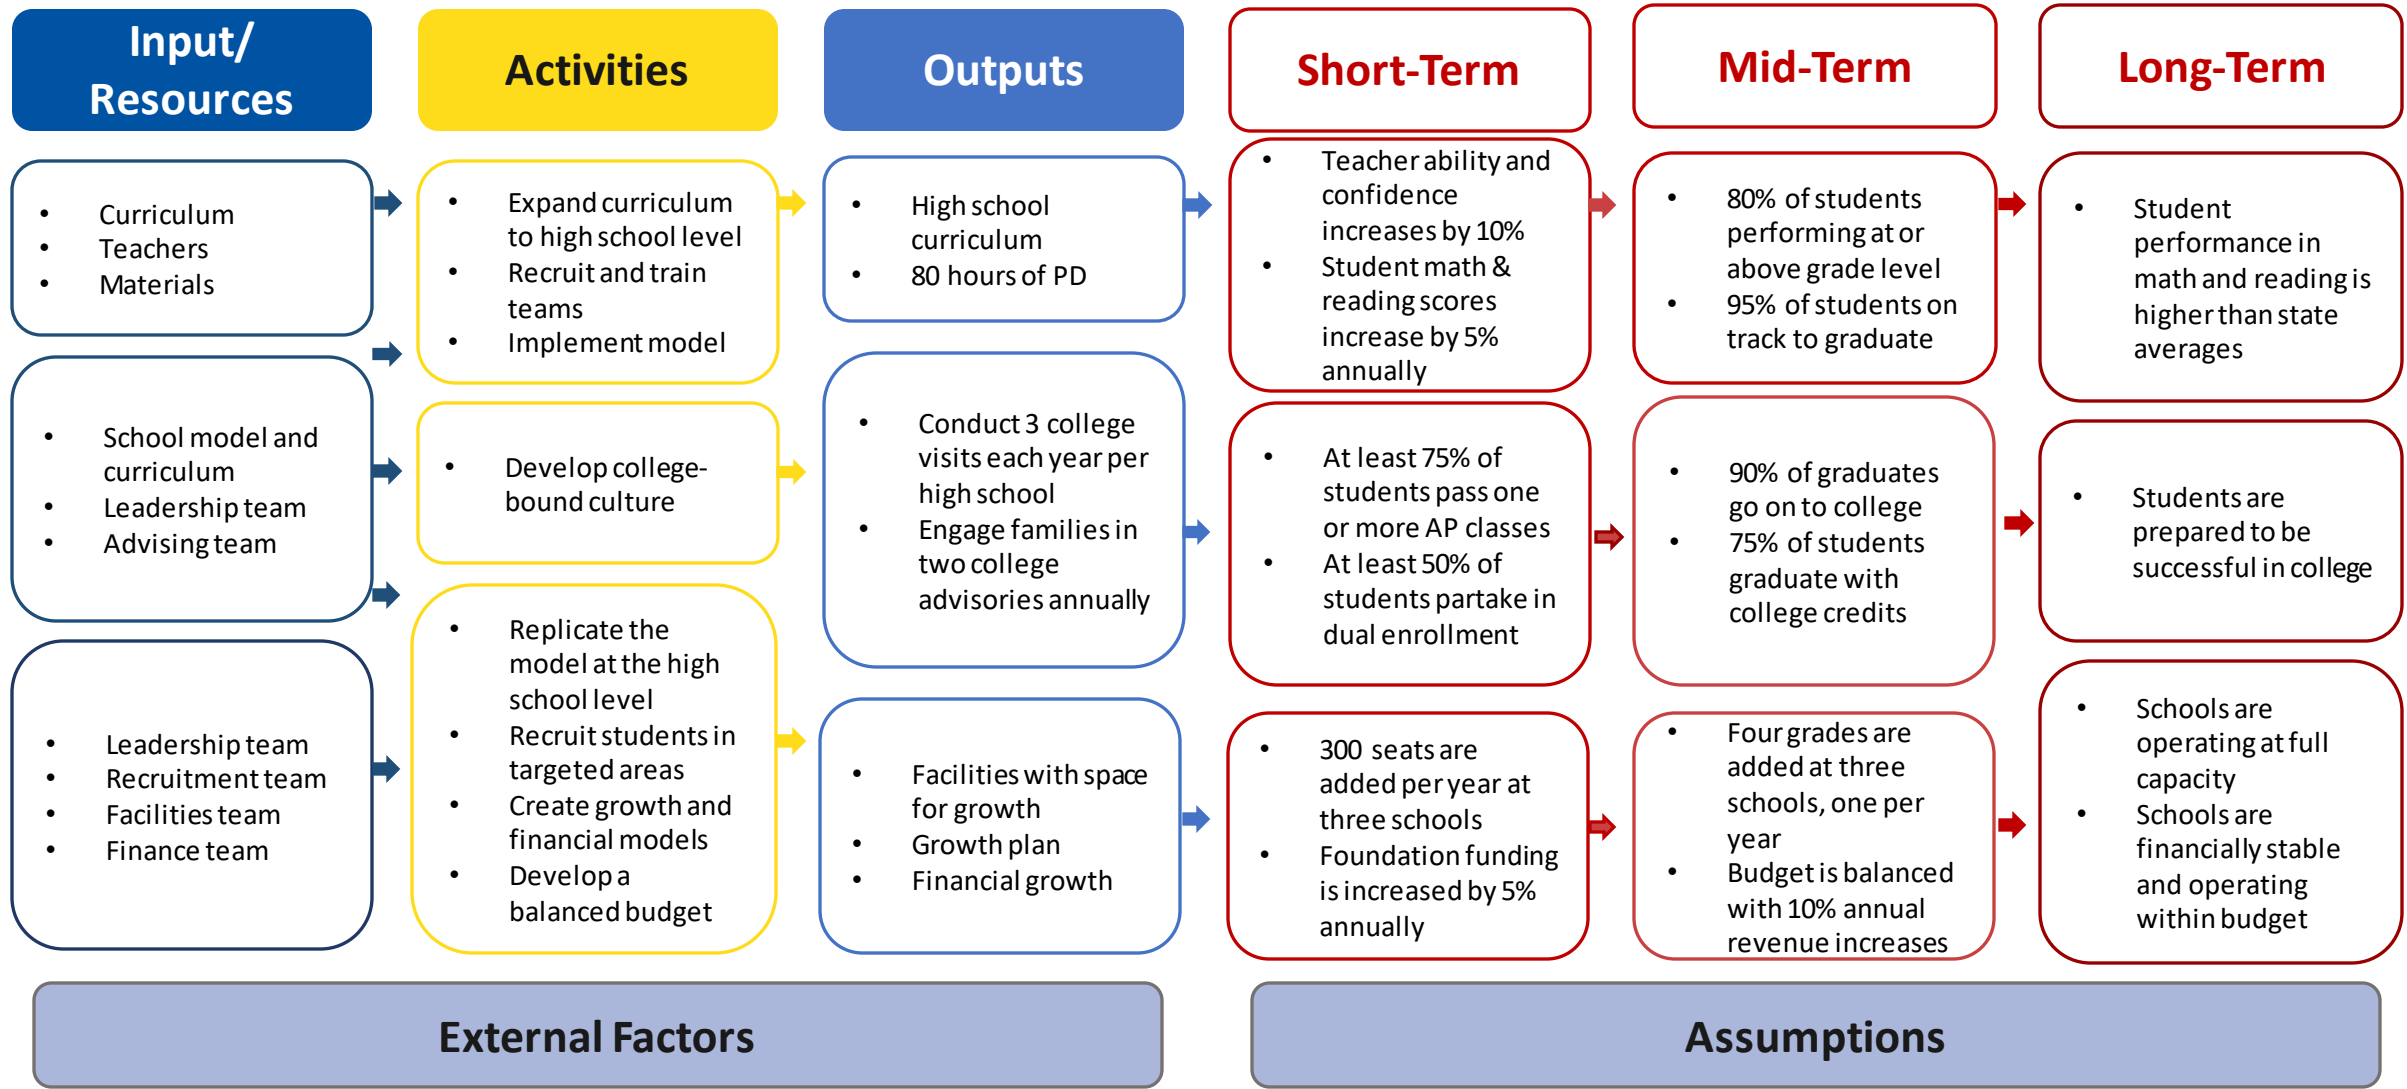 Input/
Resources
Activities
Outputs
Short-Term
Mid-Term
Long-Term
• Curriculum
• Teachers
• Materials
• Expand curriculum
to high school level
• Recruit and train
teams
• Implement model
• High school
curriculum
• 80 hours of PD
• Teacher ability and
confidence
increases by 10%
• Student math &
reading scores
increase by 5%
annually
• 80% of students
performing at or
above grade level
• 95% of students on
track to graduate
• Student
performance in
math and reading is
higher than state
averages
• School model and
curriculum
• Leadership team
• Advising team
• Develop college-
bound culture
• Conduct 3 college
visits each year per
high school
• Engage families in
two college
advisories annually
• At least 75% of
students pass one
or more AP classes
• At least 50% of
students partake in
dual enrollment
• 90% of graduates
go on to college
• 75% of students
graduate with
college credits
• Students are
prepared to be
successful in college
• Leadership team
• Recruitment team
• Facilities team
• Finance team
• Replicate the
model at the high
school level
• Recruit students in
targeted areas
• Create growth and
financial models
• Develop a
balanced budget
• Facilities with space
for growth
• Growth plan
• Financial growth
• 300 seats are
added per year at
three schools
• Foundation funding
is increased by 5%
annually
• Four grades are
added at three
schools, one per
year
• Budget is balanced
with 10% annual
revenue increases
• Schools are
operating at full
capacity
• Schools are
financially stable
and operating
within budget
External Factors
Assumptions